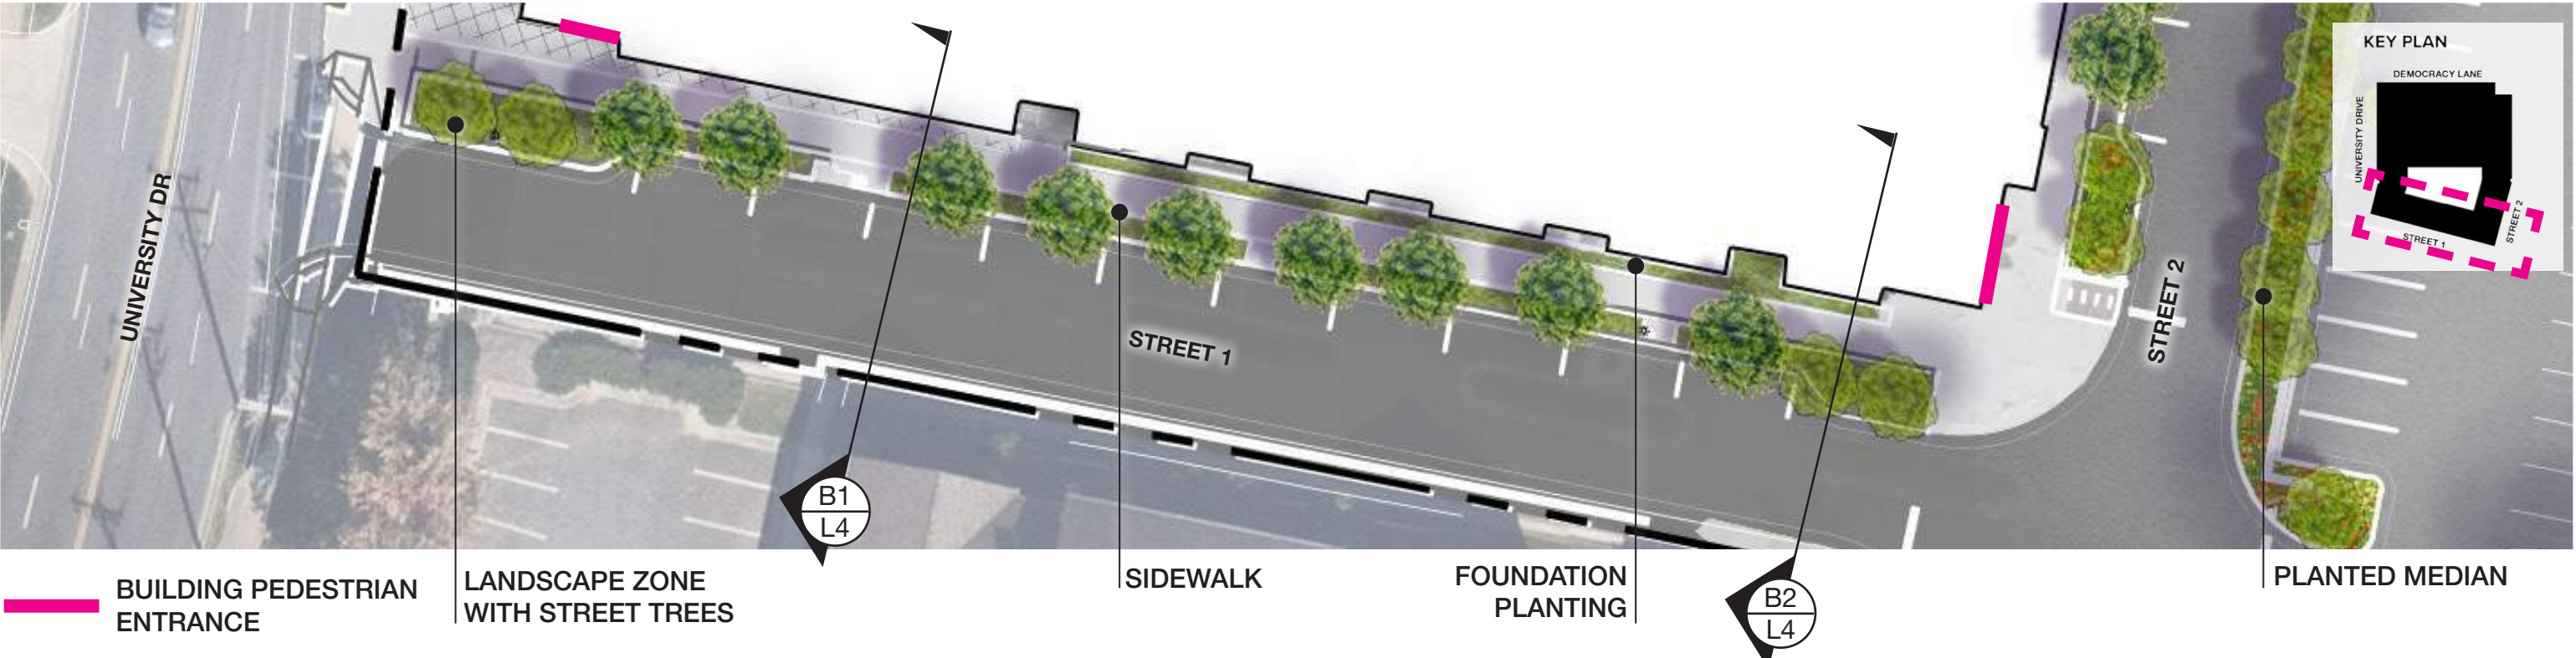 KEY PLAN
DEMOCRACY LANE
UNIVERSITY DRIVE
STREET 2
STREET 1
UNIVERSITY DR
STREET 1
STREET 2
B1
L4
B2
L4
BUILDING PEDESTRIAN
ENTRANCE
LANDSCAPE ZONE
WITH STREET TREES
SIDEWALK
FOUNDATION
PLANTING
PLANTED MEDIAN